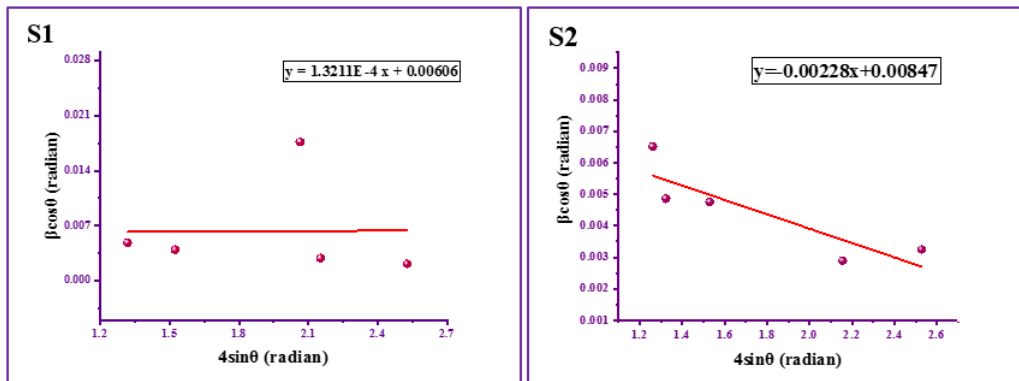 S1
y = 1.3211E-4 x + 0.00606
0.028
0.021
0.014
0.007
0.000
βcosθ (radian)
1.2 1.5 1.8 2.1 2.4 2.7
4sinθ (radian)
S2
y=-0.00228x+0.00847
0.009
0.008
0.007
0.006
0.005
0.004
0.003
0.002
0.001
βcosθ (radian)
1.2 1.4 1.6 1.8 2.0 2.2 2.4 2.6
4sinθ (radian)